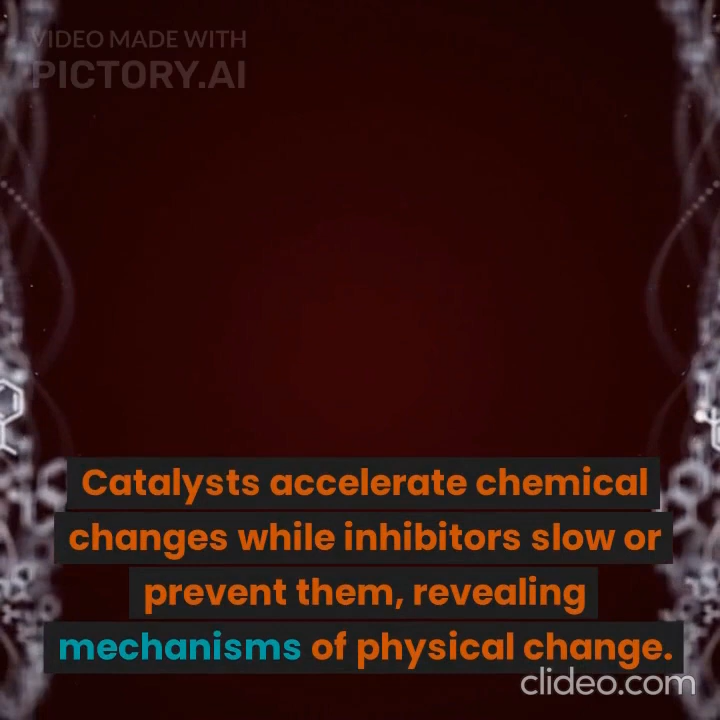 VIDEO MADE WITH
PICTORY.AI
Catalysts accelerate chemical
changes while inhibitors slow or
prevent them, revealing
mechanisms of physical change.
clideo.com